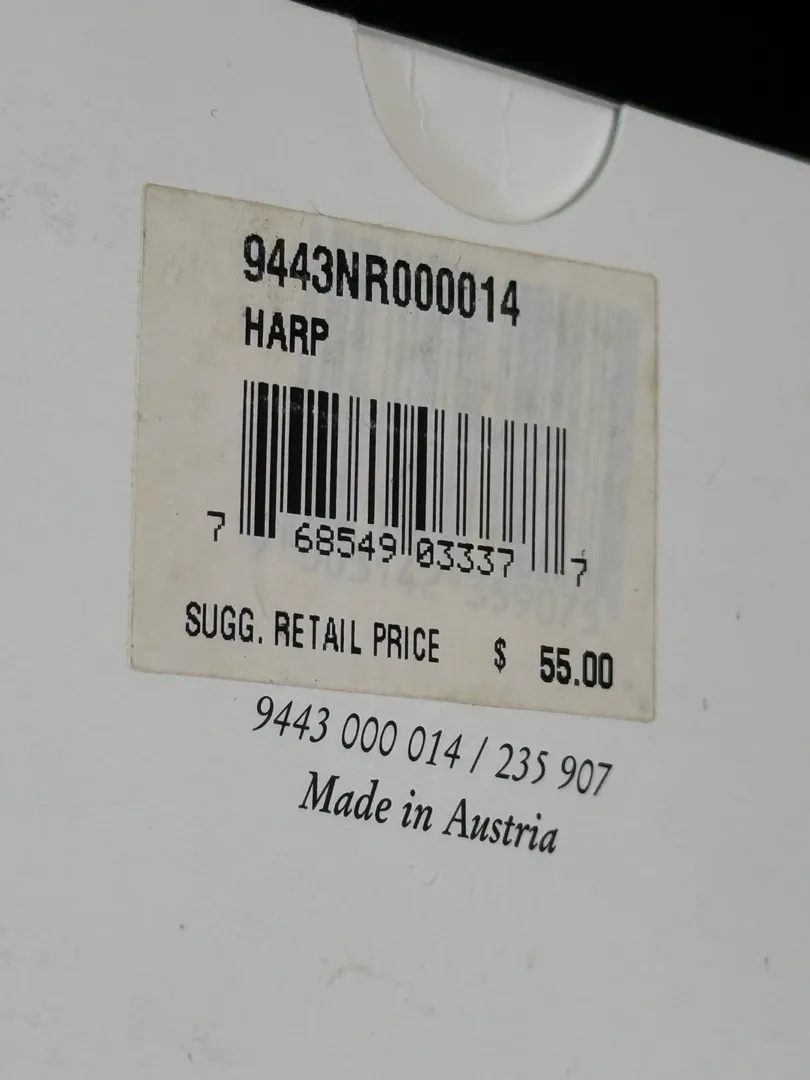 9443NR000014
HARP
7 68549 03337 7
SUGG. RETAIL PRICE $ 55.00
9443 000 014 / 235 907
Made in Austria